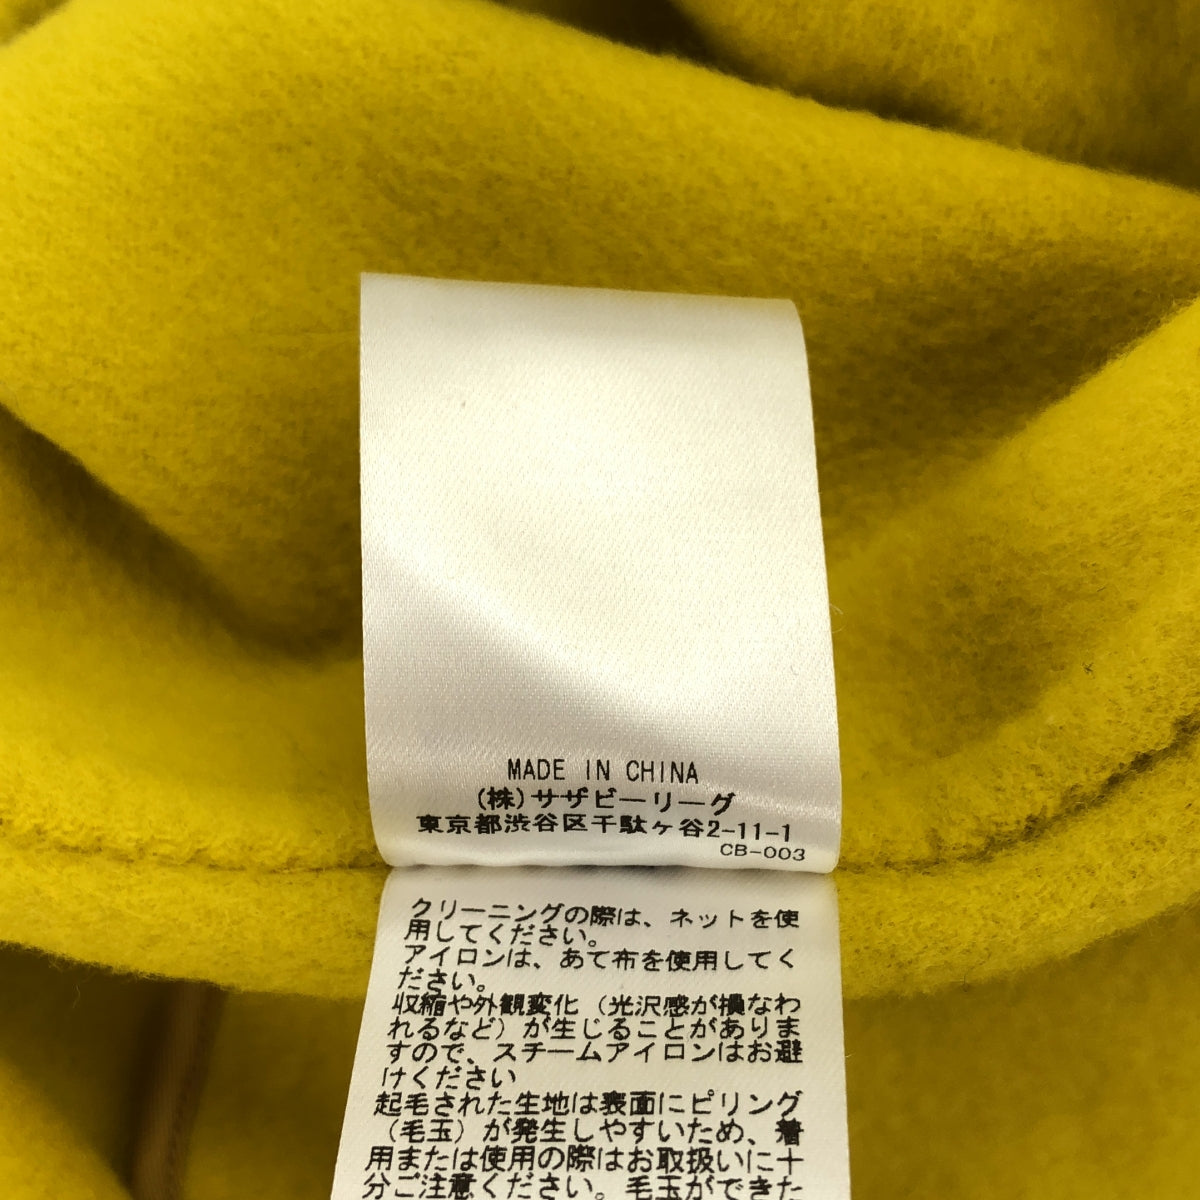 MADE IN CHINA
(株)サザビーリーグ
東京都渋谷区千駄ヶ谷2-11-1
CB-003
クリーニングの際は、ネットを使
用してください。
アイロンは、あて布を使用してく
ださい。
収縮や外観変化（光沢感が損なわ
れるなど）が生じることがありま
すので、スチームアイロンはお避
けください
起毛された生地は表面にピリング
（毛玉）が発生しやすいため、着
用または使用の際はお取扱いに十
分ご注意ください。毛玉ができた